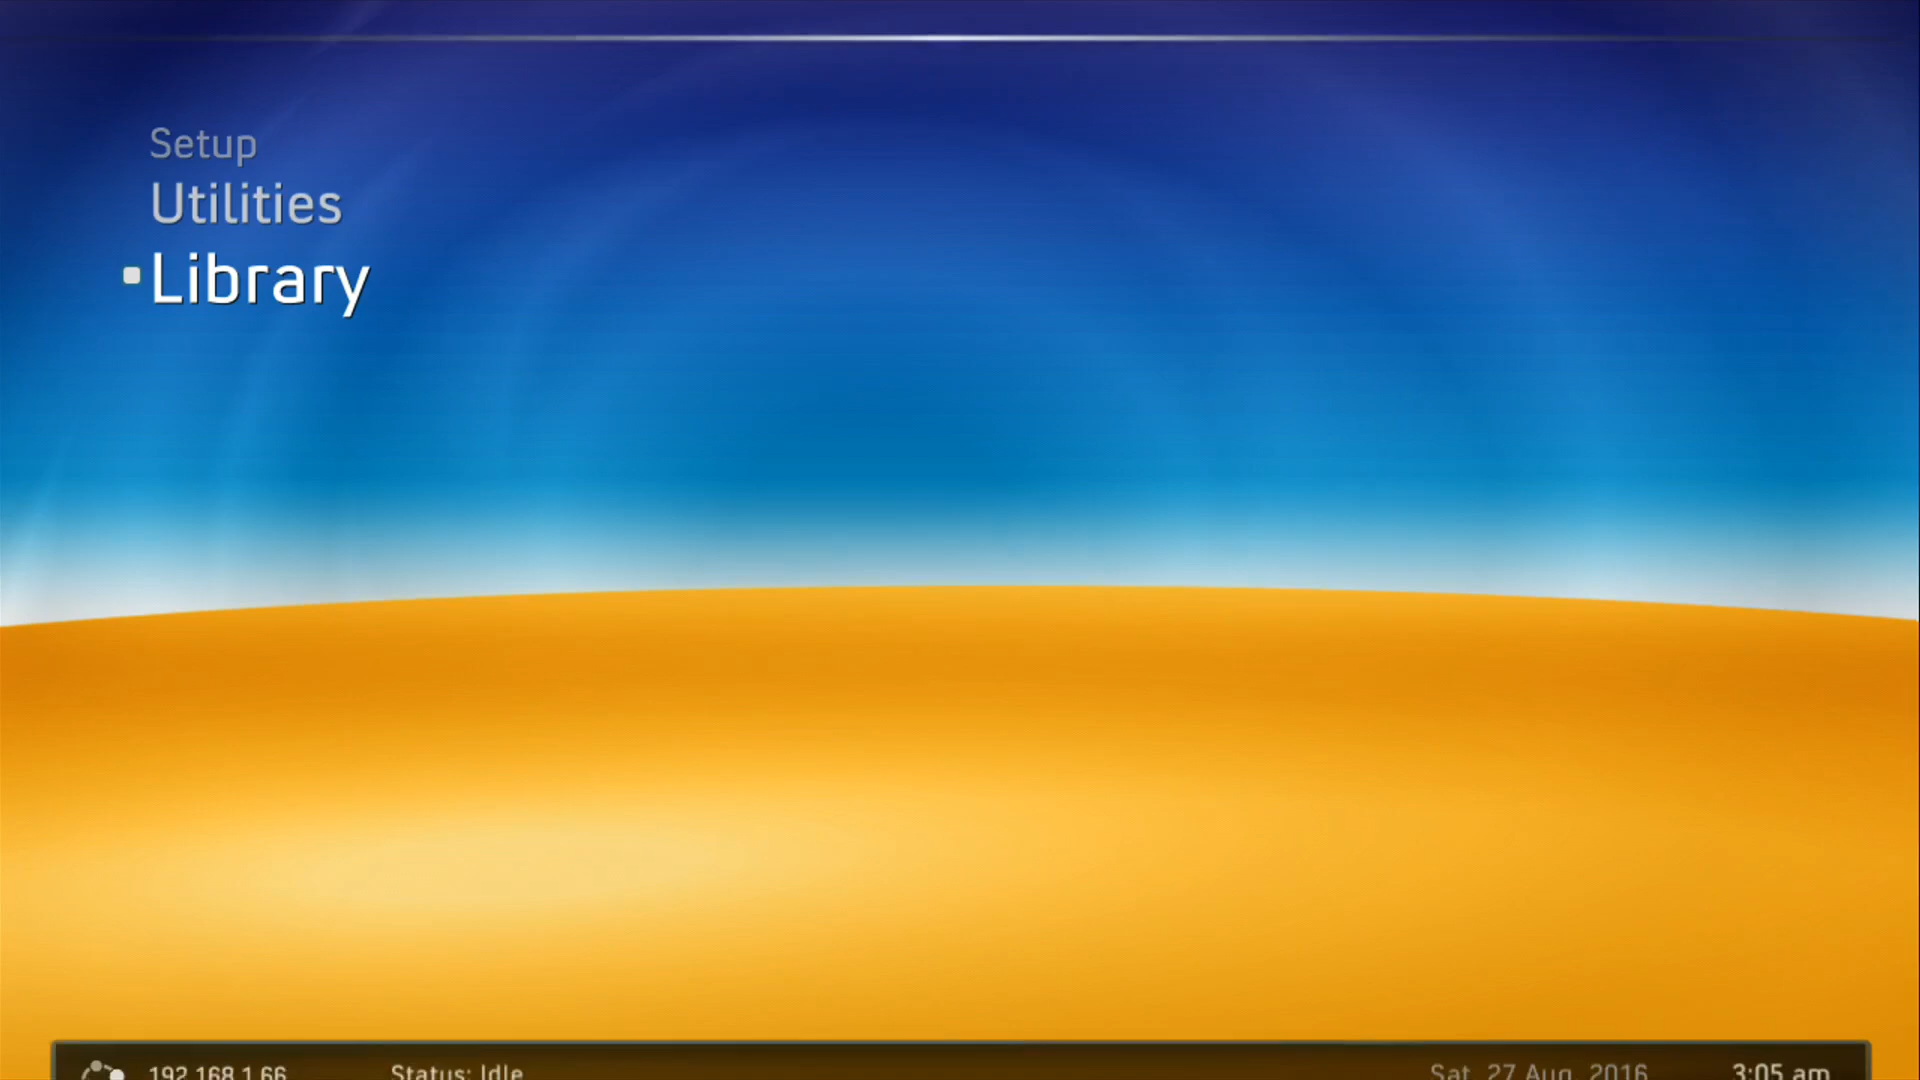 Setup
Utilities
Library
192.168.1.66 Status: Idle Sat, 27 Aug, 2016 3:05 am